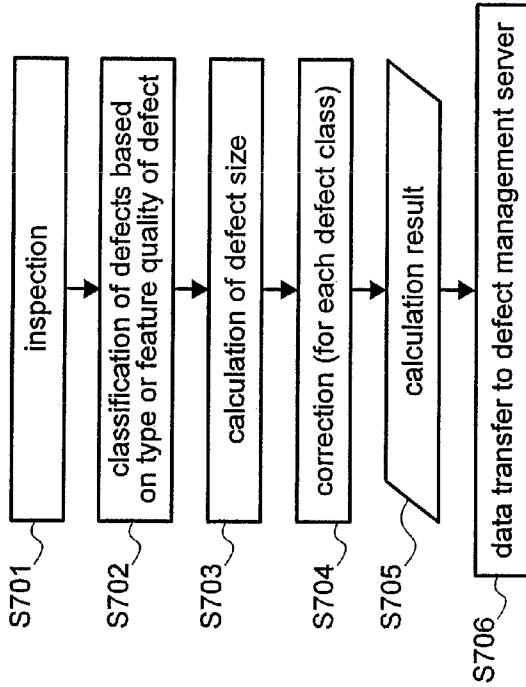 S701
inspection
S702
classification of defects based
on type or feature quality of defect
S703
calculation of defect size
S704
correction (for each defect class)
S705
calculation result
S706
data transfer to defect management server